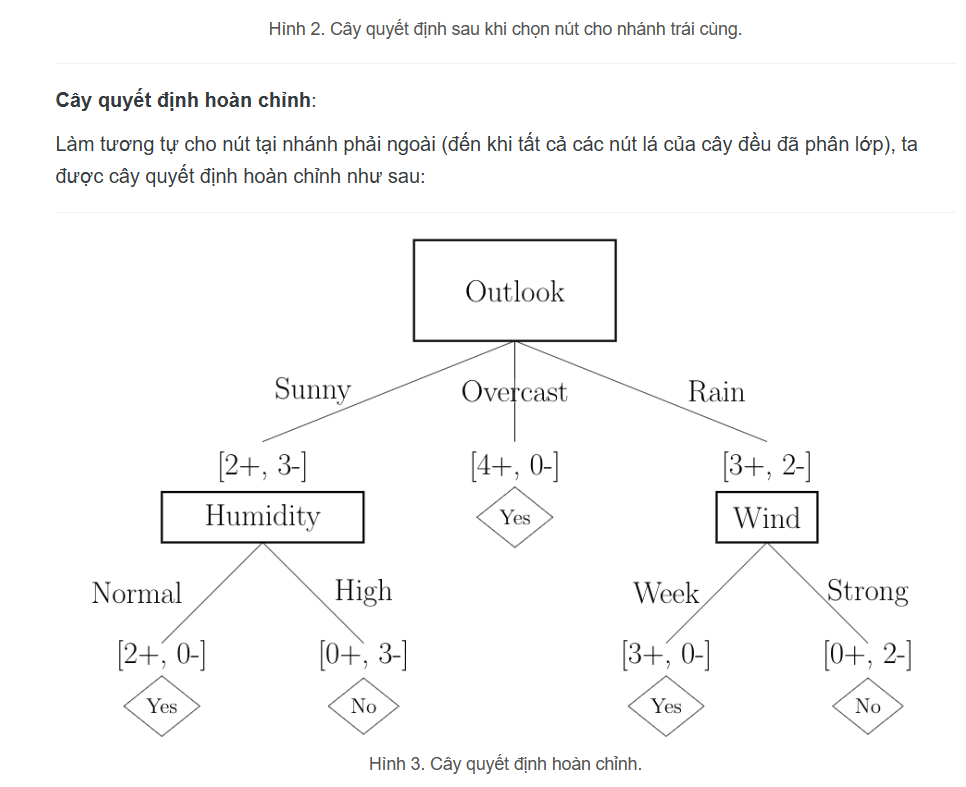 Hình 2. Cây quyết định sau khi chọn nút cho nhánh trái cùng.
Cây quyết định hoàn chỉnh:
Làm tương tự cho nút tại nhánh phải ngoài (đến khi tất cả các nút lá của cây đều đã phân lớp), ta
được cây quyết định hoàn chỉnh như sau:
Outlook
Sunny Overcast Rain
[2+, 3-] [4+, 0-] [3+, 2-]
Humidity Yes Wind
Normal High Week Strong
[2+, 0-] [0+, 3-] [3+, 0-] [0+, 2-]
Yes No Yes No
Hình 3. Cây quyết định hoàn chỉnh.